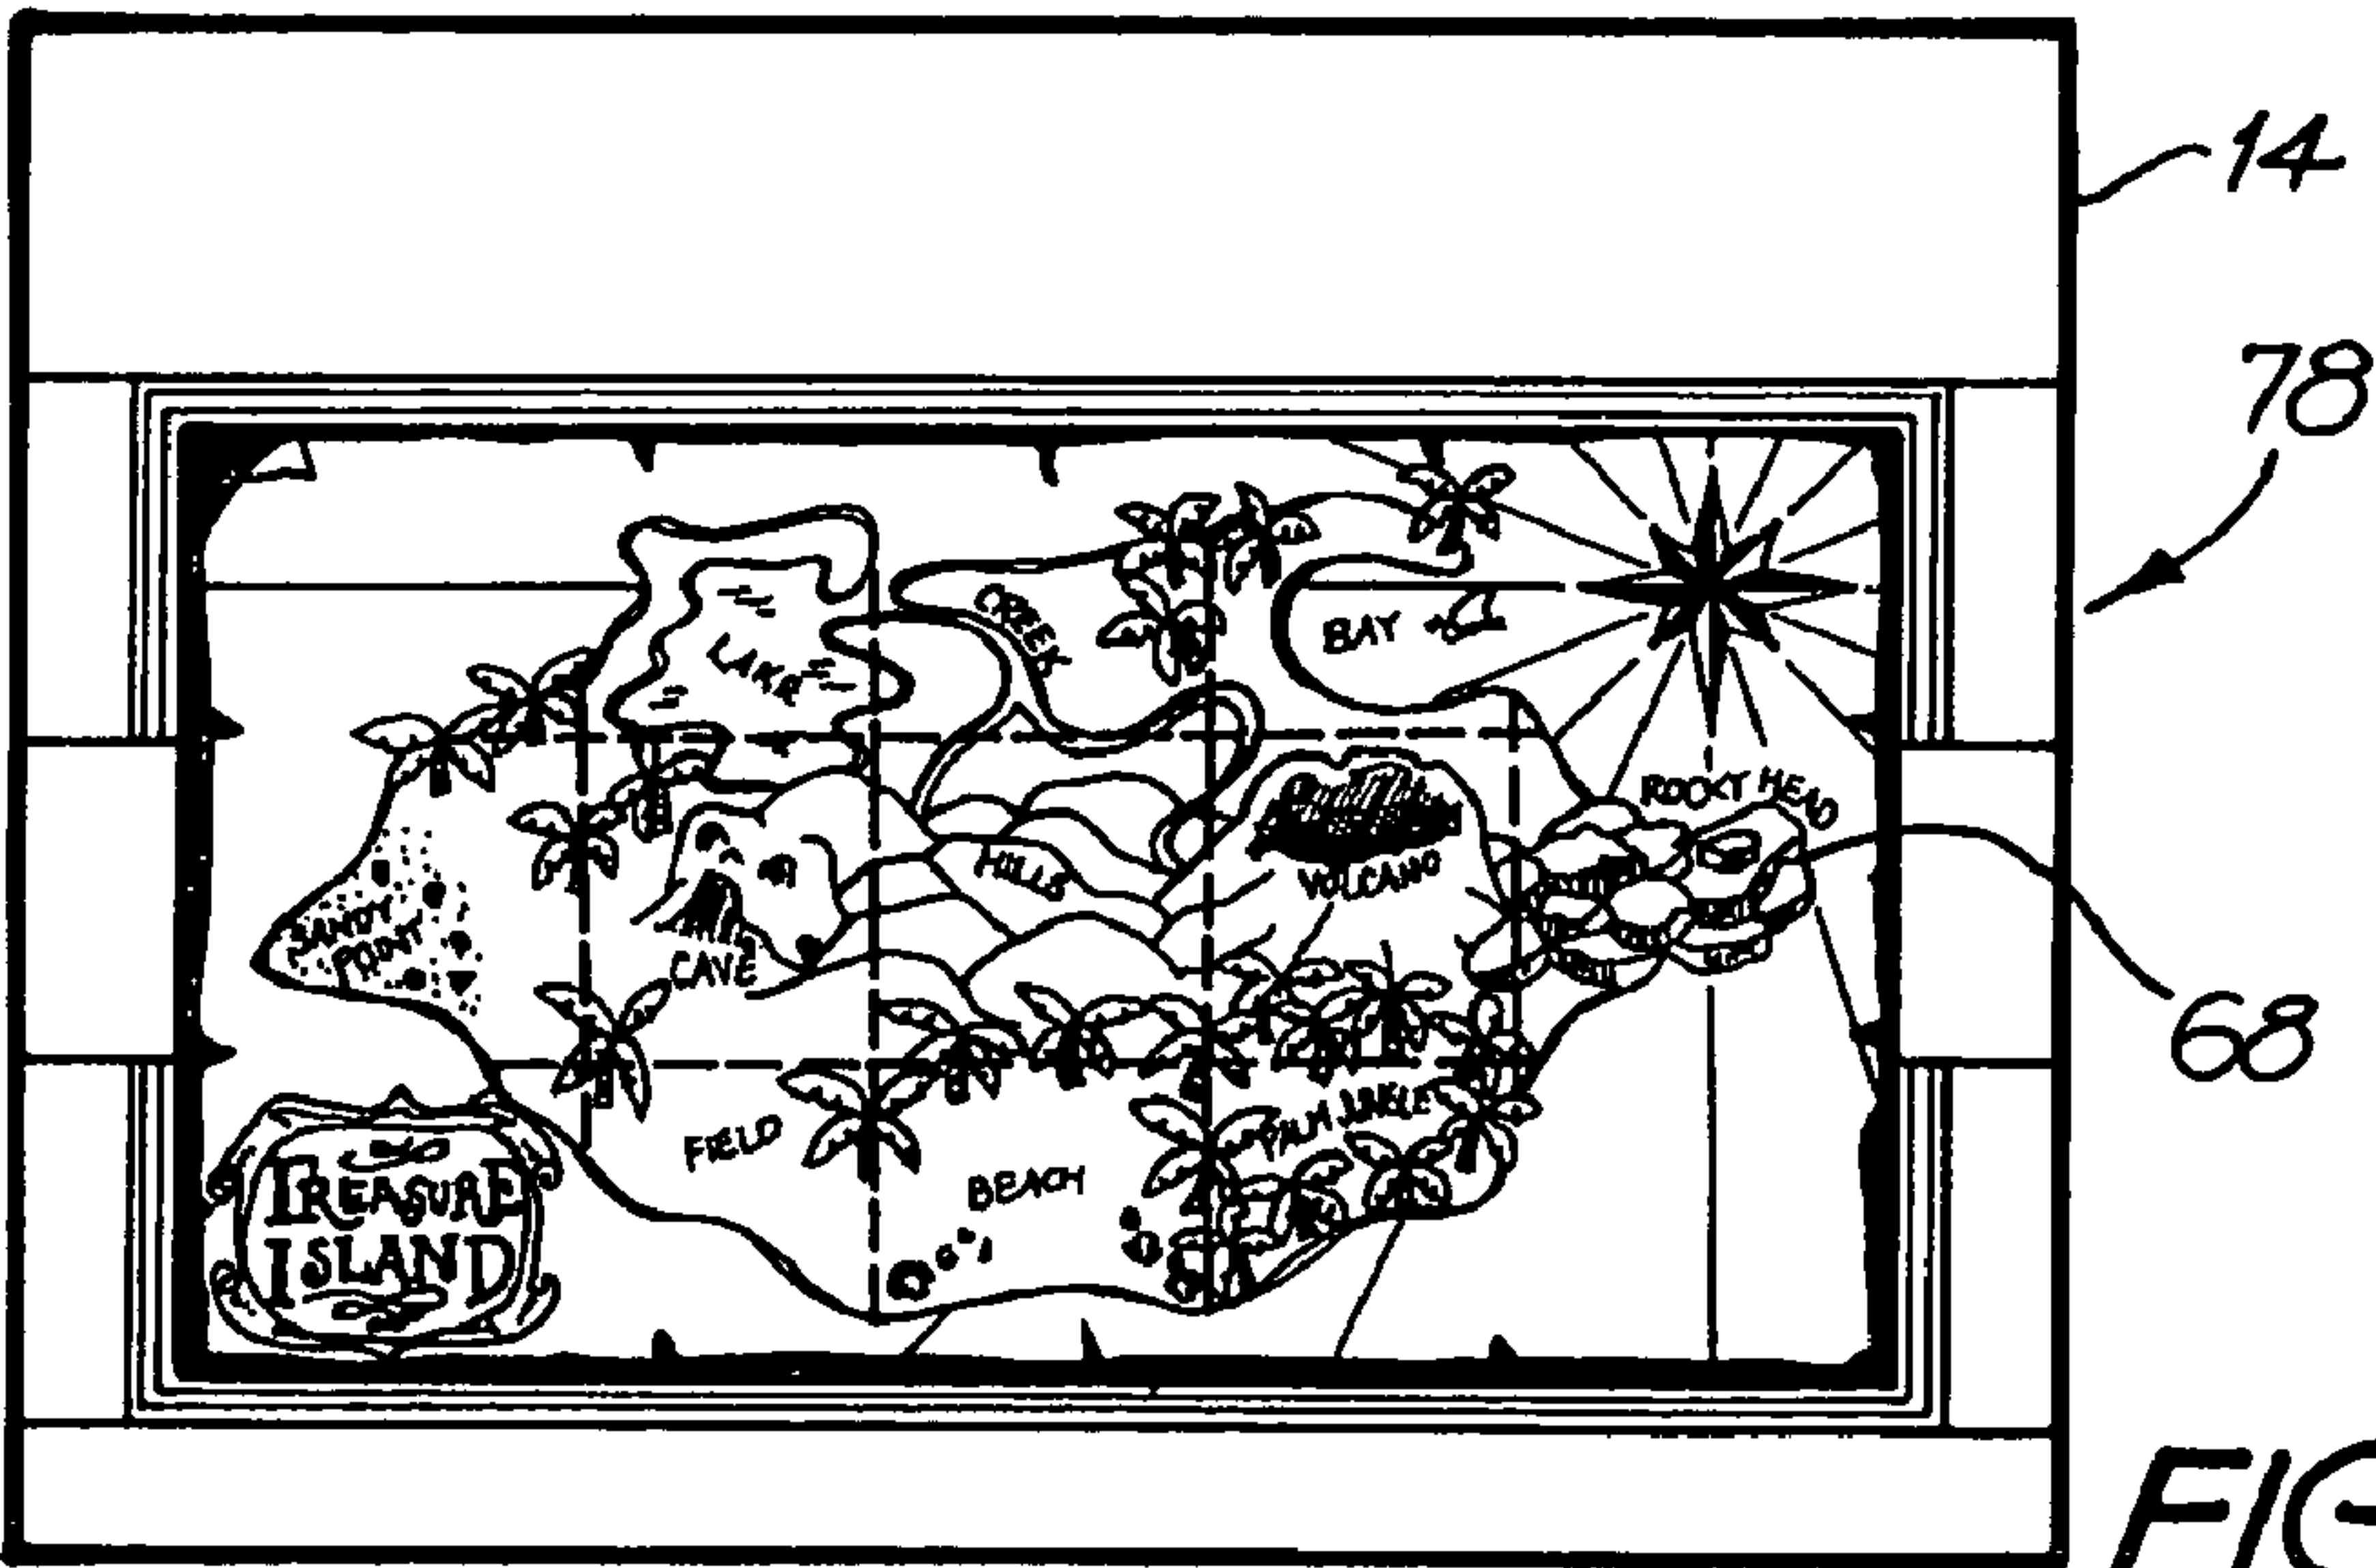 14
78
CREEK
BAY
LAKE
ROCKY HEAD
HILLS
VOLCANO
SANDY
POINT
CAVE
68
PALM JUNGLE
FIELD
BEACH
TREASURE
ISLAND
FIG